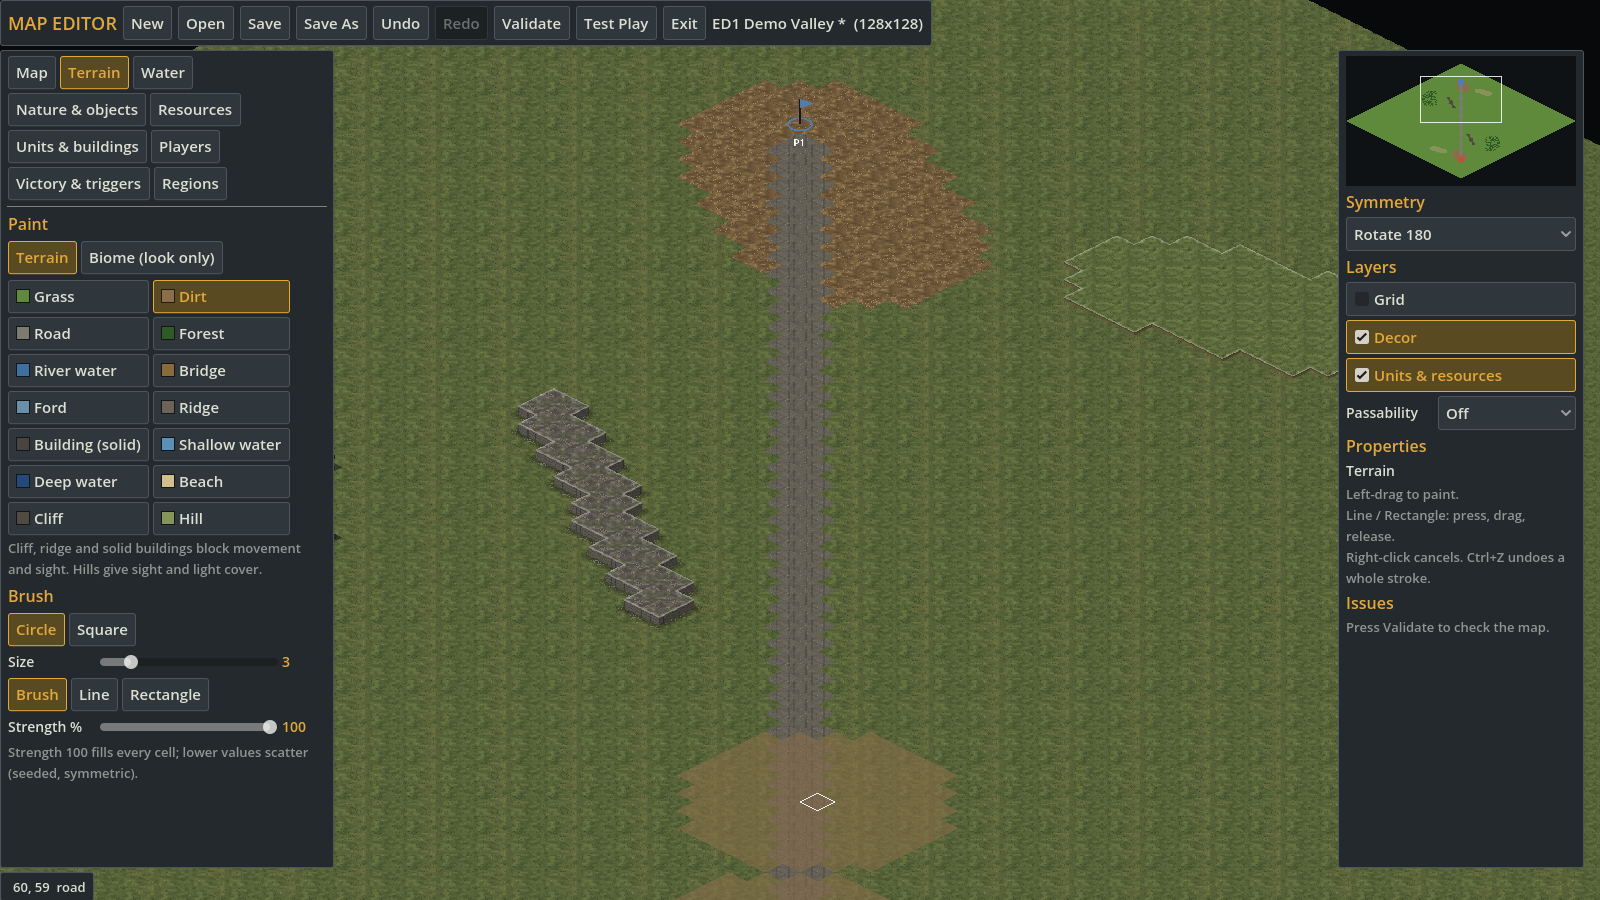 MAP EDITOR New Open Save Save As Undo Redo Validate Test Play Exit ED1 Demo Valley * (128x128)
Map Terrain Water
Nature & objects Resources
Units & buildings Players
Victory & triggers Regions
Paint
Terrain Biome (look only)
Grass Dirt
Road Forest
River water Bridge
Ford Ridge
Building (solid) Shallow water
Deep water Beach
Cliff Hill
Cliff, ridge and solid buildings block movement
and sight. Hills give sight and light cover.
Brush
Circle Square
Size 3
Brush Line Rectangle
Strength % 100
Strength 100 fills every cell; lower values scatter
(seeded, symmetric).
60, 59 road
P1
Symmetry
Rotate 180
Layers
Grid
Decor
Units & resources
Passability Off
Properties
Terrain
Left-drag to paint.
Line / Rectangle: press, drag,
release.
Right-click cancels. Ctrl+Z undoes a
whole stroke.
Issues
Press Validate to check the map.